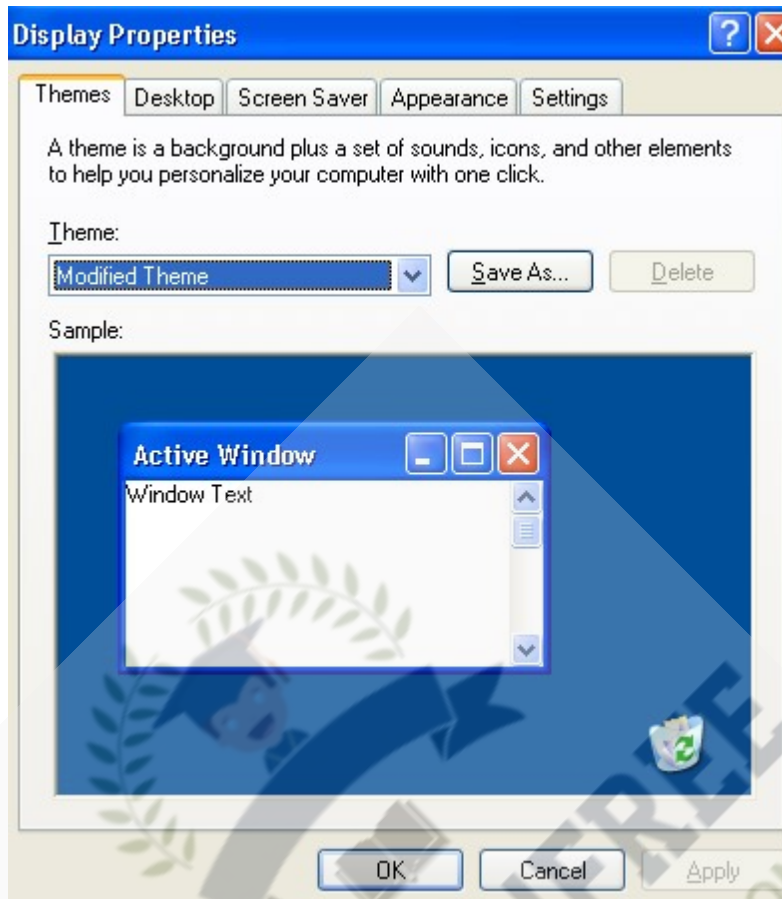 Display Properties
Themes Desktop Screen Saver Appearance Settings
A theme is a background plus a set of sounds, icons, and other elements
to help you personalize your computer with one click.
Theme:
Modified Theme Save As... Delete
Sample:
Active Window
Window Text
OK Cancel Apply